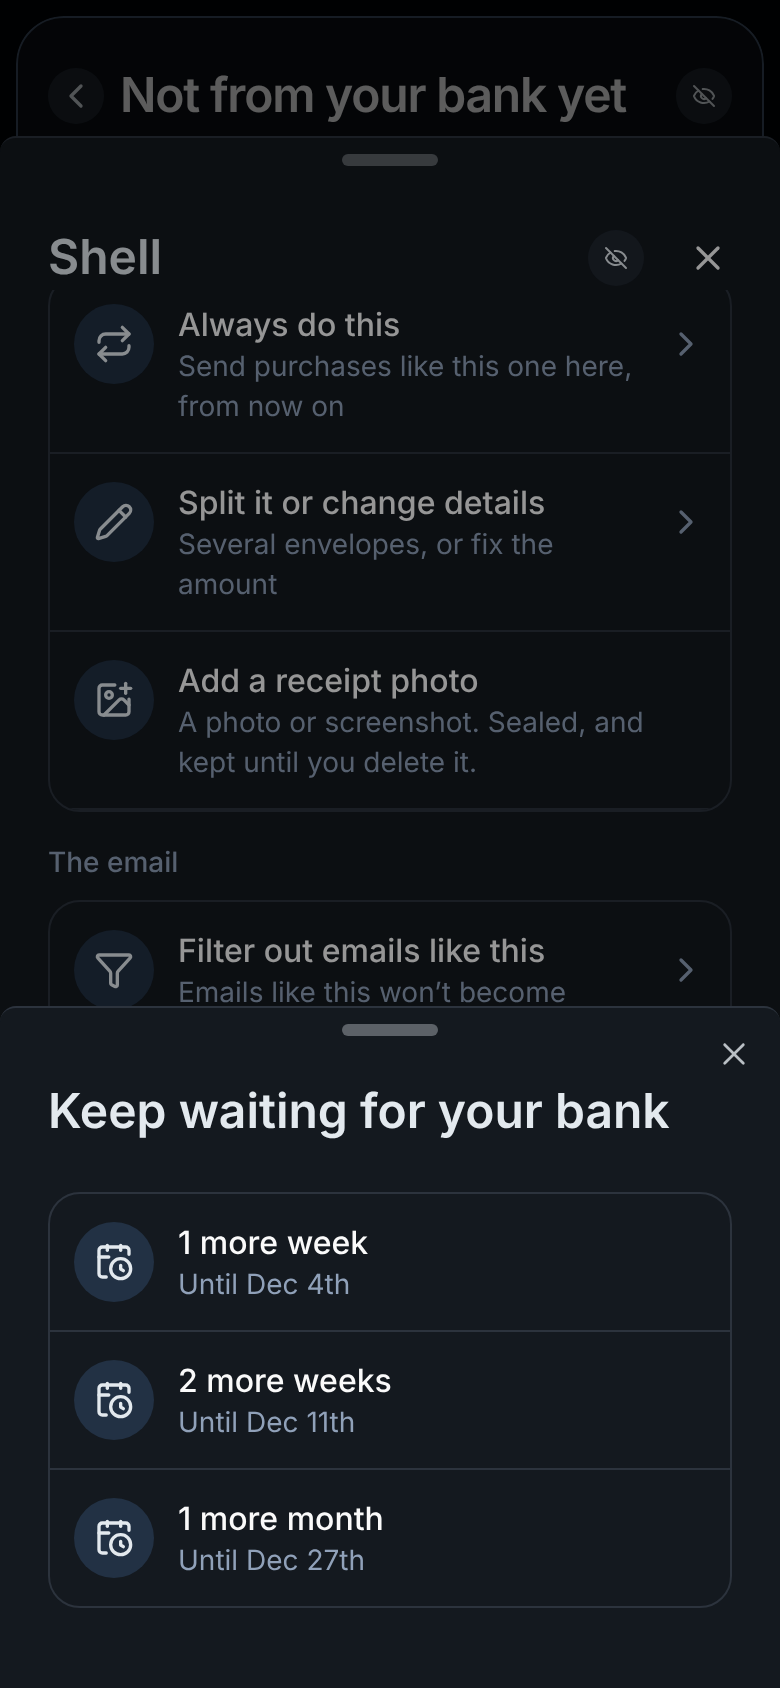 Not from your bank yet
Shell
Always do this
Send purchases like this one here,
from now on
Split it or change details
Several envelopes, or fix the
amount
Add a receipt photo
A photo or screenshot. Sealed, and
kept until you delete it.
The email
Filter out emails like this
Emails like this won’t become
Keep waiting for your bank
1 more week
Until Dec 4th
2 more weeks
Until Dec 11th
1 more month
Until Dec 27th